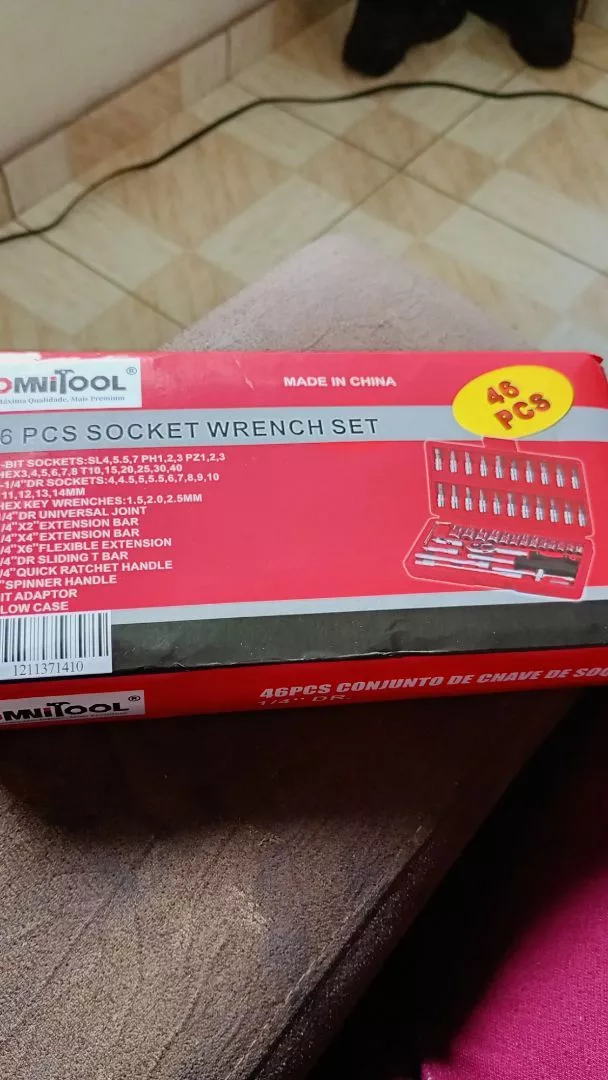 OMNITOOL®
Máxima Qualidade, Mais Premium
MADE IN CHINA
46
PCS
6 PCS SOCKET WRENCH SET
-BIT SOCKETS:SL4,5.5,7 PH1,2,3 PZ1,2,3
HEX3,4,5,6,7,8 T10,15,20,25,30,40
-1/4"DR SOCKETS:4,4.5,5,5.5,6,7,8,9,10
11,12,13,14MM
HEX KEY WRENCHES:1.5,2.0,2.5MM
1/4"DR UNIVERSAL JOINT
/4"X2"EXTENSION BAR
/4"X4"EXTENSION BAR
/4"X6"FLEXIBLE EXTENSION
/4"DR SLIDING T BAR
/4"QUICK RATCHET HANDLE
"SPINNER HANDLE
IT ADAPTOR
LOW CASE
1211371410
OMNITOOL®
46PCS CONJUNTO DE CHAVE DE SOC
1/4" DR.